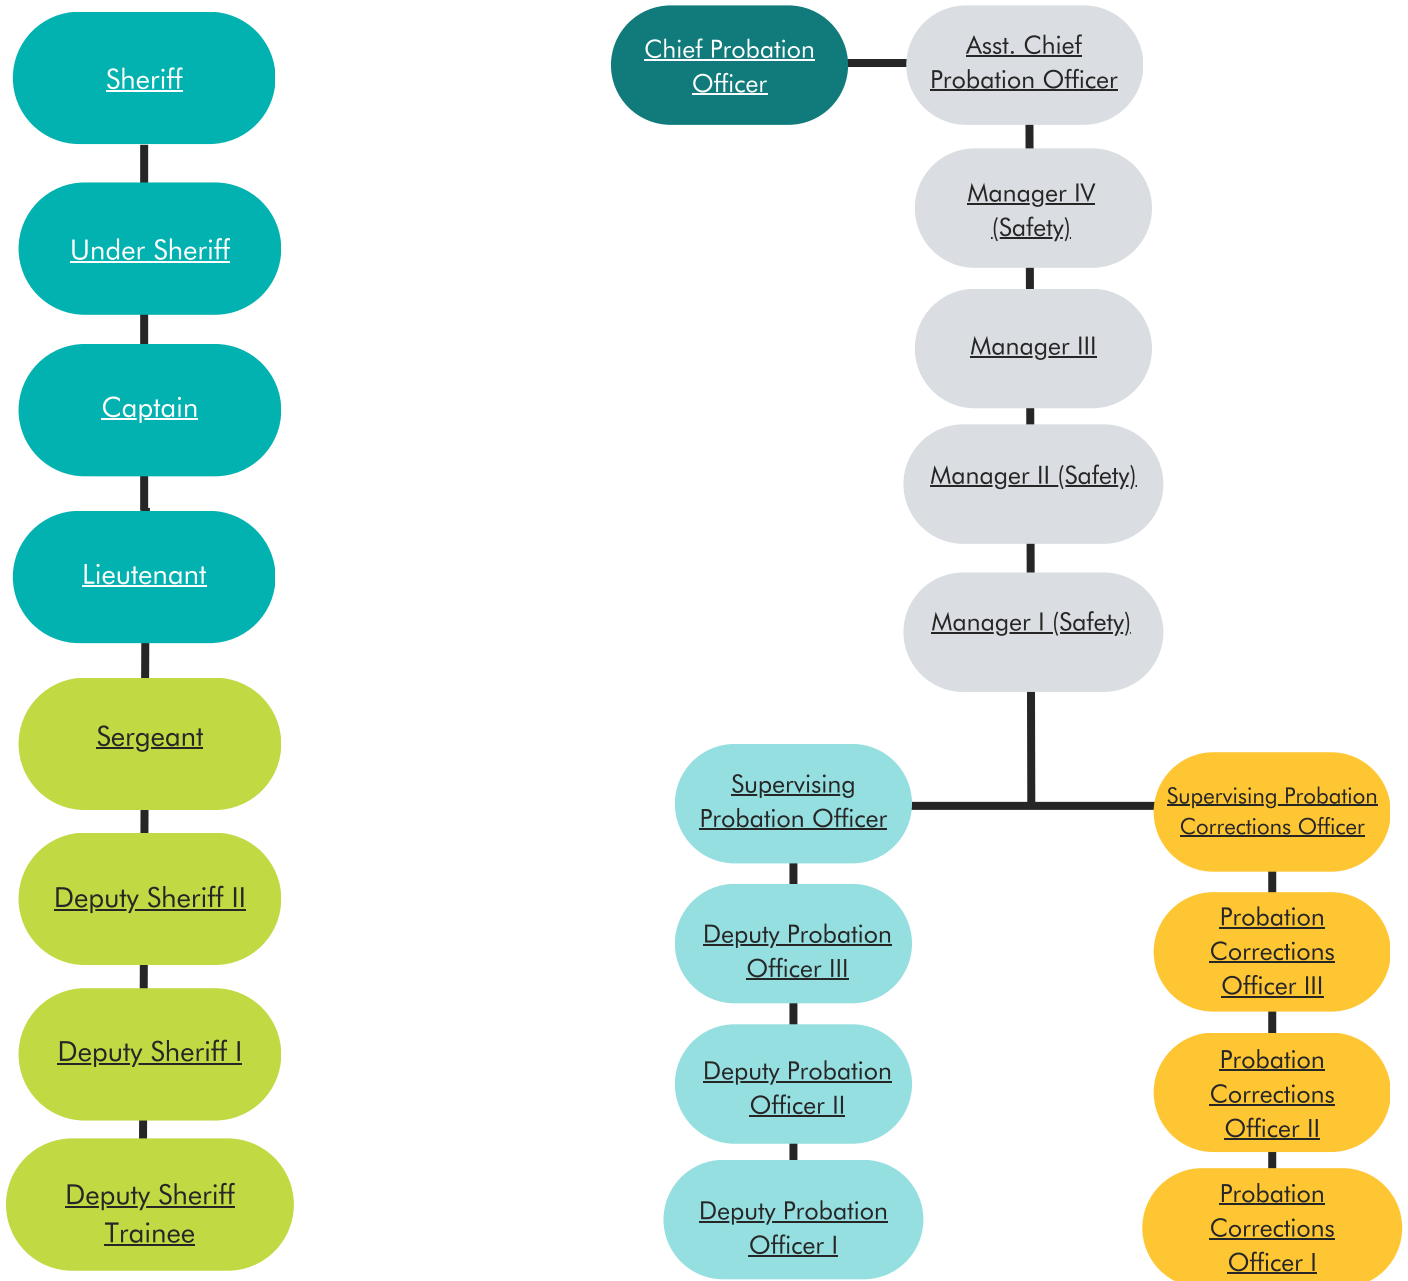 Sheriff
Under Sheriff
Captain
Lieutenant
Sergeant
Deputy Sheriff II
Deputy Sheriff I
Deputy Sheriff
Trainee
Chief Probation
Officer
Asst. Chief
Probation Officer
Manager IV
(Safety)
Manager III
Manager II (Safety)
Manager I (Safety)
Supervising
Probation Officer
Deputy Probation
Officer III
Deputy Probation
Officer II
Deputy Probation
Officer I
Supervising Probation
Corrections Officer
Probation
Corrections
Officer III
Probation
Corrections
Officer II
Probation
Corrections
Officer I